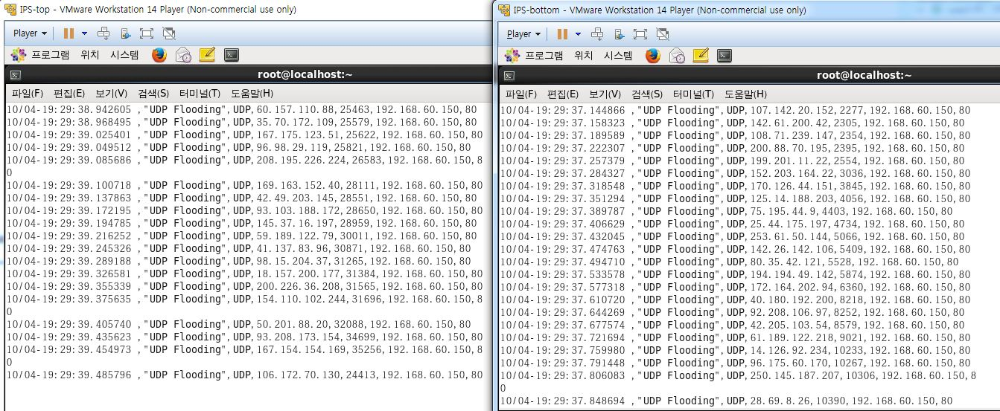 IPS-top - VMware Workstation 14 Player (Non-commercial use only)
Player
프로그램 위치 시스템
root@localhost:~
파일(F) 편집(E) 보기(V) 검색(S) 터미널(T) 도움말(H)
10/04-19:29:38.942605 ,"UDP Flooding",UDP,60.157.110.88,25463,192.168.60.150,80
10/04-19:29:38.968495 ,"UDP Flooding",UDP,35.70.172.109,25579,192.168.60.150,80
10/04-19:29:39.025401 ,"UDP Flooding",UDP,167.175.123.51,25622,192.168.60.150,80
10/04-19:29:39.049512 ,"UDP Flooding",UDP,96.98.29.119,25821,192.168.60.150,80
10/04-19:29:39.085686 ,"UDP Flooding",UDP,208.195.226.224,26583,192.168.60.150,8
0
10/04-19:29:39.100718 ,"UDP Flooding",UDP,169.163.152.40,28111,192.168.60.150,80
10/04-19:29:39.137863 ,"UDP Flooding",UDP,42.49.203.145,28551,192.168.60.150,80
10/04-19:29:39.172195 ,"UDP Flooding",UDP,93.103.188.172,28650,192.168.60.150,80
10/04-19:29:39.194785 ,"UDP Flooding",UDP,145.37.16.197,28959,192.168.60.150,80
10/04-19:29:39.216252 ,"UDP Flooding",UDP,59.189.122.79,30011,192.168.60.150,80
10/04-19:29:39.245326 ,"UDP Flooding",UDP,41.137.83.96,30871,192.168.60.150,80
10/04-19:29:39.289188 ,"UDP Flooding",UDP,98.15.204.37,31265,192.168.60.150,80
10/04-19:29:39.326581 ,"UDP Flooding",UDP,18.157.200.177,31384,192.168.60.150,80
10/04-19:29:39.355339 ,"UDP Flooding",UDP,200.226.36.208,31565,192.168.60.150,80
10/04-19:29:39.375635 ,"UDP Flooding",UDP,154.110.102.244,31696,192.168.60.150,8
0
10/04-19:29:39.405740 ,"UDP Flooding",UDP,50.201.88.20,32088,192.168.60.150,80
10/04-19:29:39.435623 ,"UDP Flooding",UDP,93.208.173.154,34699,192.168.60.150,80
10/04-19:29:39.454973 ,"UDP Flooding",UDP,167.154.154.169,35256,192.168.60.150,8
0
10/04-19:29:39.485796 ,"UDP Flooding",UDP,106.172.70.130,24413,192.168.60.150,80
IPS-bottom - VMware Workstation 14 Player (Non-commercial use only)
Player
프로그램 위치 시스템
root@localhost:~
파일(F) 편집(E) 보기(V) 검색(S) 터미널(T) 도움말(H)
10/04-19:29:37.144866 ,"UDP Flooding",UDP,107.142.20.152,2277,192.168.60.150,80
10/04-19:29:37.158323 ,"UDP Flooding",UDP,142.61.200.42,2305,192.168.60.150,80
10/04-19:29:37.189589 ,"UDP Flooding",UDP,108.71.239.147,2354,192.168.60.150,80
10/04-19:29:37.222307 ,"UDP Flooding",UDP,200.88.70.195,2395,192.168.60.150,80
10/04-19:29:37.257379 ,"UDP Flooding",UDP,199.201.11.22,2554,192.168.60.150,80
10/04-19:29:37.284327 ,"UDP Flooding",UDP,152.203.164.22,3036,192.168.60.150,80
10/04-19:29:37.318548 ,"UDP Flooding",UDP,170.126.44.151,3845,192.168.60.150,80
10/04-19:29:37.351294 ,"UDP Flooding",UDP,125.14.188.203,4056,192.168.60.150,80
10/04-19:29:37.389787 ,"UDP Flooding",UDP,75.195.44.9,4403,192.168.60.150,80
10/04-19:29:37.406629 ,"UDP Flooding",UDP,25.44.175.197,4734,192.168.60.150,80
10/04-19:29:37.432045 ,"UDP Flooding",UDP,253.61.50.144,5066,192.168.60.150,80
10/04-19:29:37.474763 ,"UDP Flooding",UDP,142.26.142.106,5409,192.168.60.150,80
10/04-19:29:37.494710 ,"UDP Flooding",UDP,80.35.42.121,5528,192.168.60.150,80
10/04-19:29:37.533578 ,"UDP Flooding",UDP,194.194.49.142,5874,192.168.60.150,80
10/04-19:29:37.577318 ,"UDP Flooding",UDP,172.164.202.94,6360,192.168.60.150,80
10/04-19:29:37.610720 ,"UDP Flooding",UDP,40.180.192.200,8218,192.168.60.150,80
10/04-19:29:37.644269 ,"UDP Flooding",UDP,92.208.106.97,8252,192.168.60.150,80
10/04-19:29:37.677574 ,"UDP Flooding",UDP,42.205.103.54,8579,192.168.60.150,80
10/04-19:29:37.721694 ,"UDP Flooding",UDP,61.189.122.218,9021,192.168.60.150,80
10/04-19:29:37.759980 ,"UDP Flooding",UDP,14.126.92.234,10233,192.168.60.150,80
10/04-19:29:37.791448 ,"UDP Flooding",UDP,96.175.60.170,10267,192.168.60.150,80
10/04-19:29:37.806083 ,"UDP Flooding",UDP,250.145.187.207,10306,192.168.60.150,8
0
10/04-19:29:37.848694 ,"UDP Flooding",UDP,28.69.8.26,10390,192.168.60.150,80